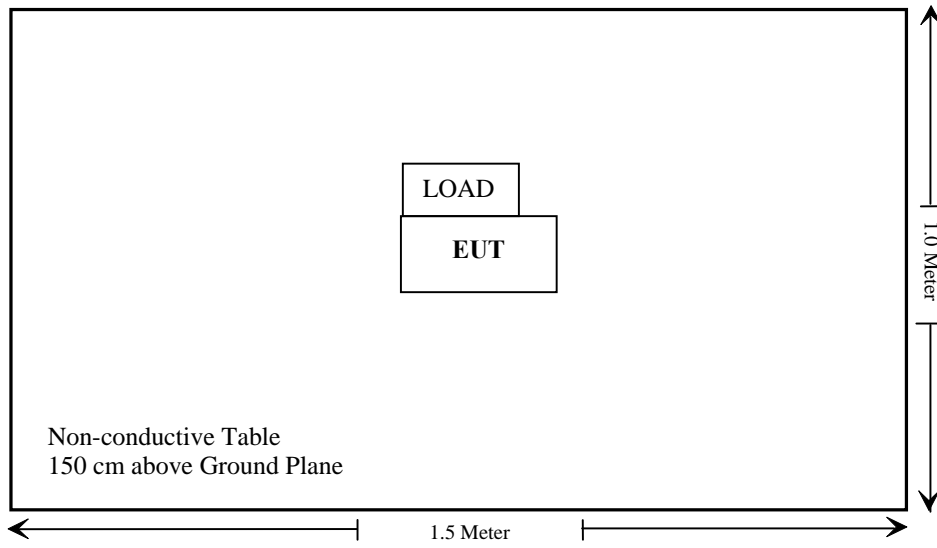 LOAD
EUT
1.0 Meter
Non-conductive Table
150 cm above Ground Plane
1.5 Meter